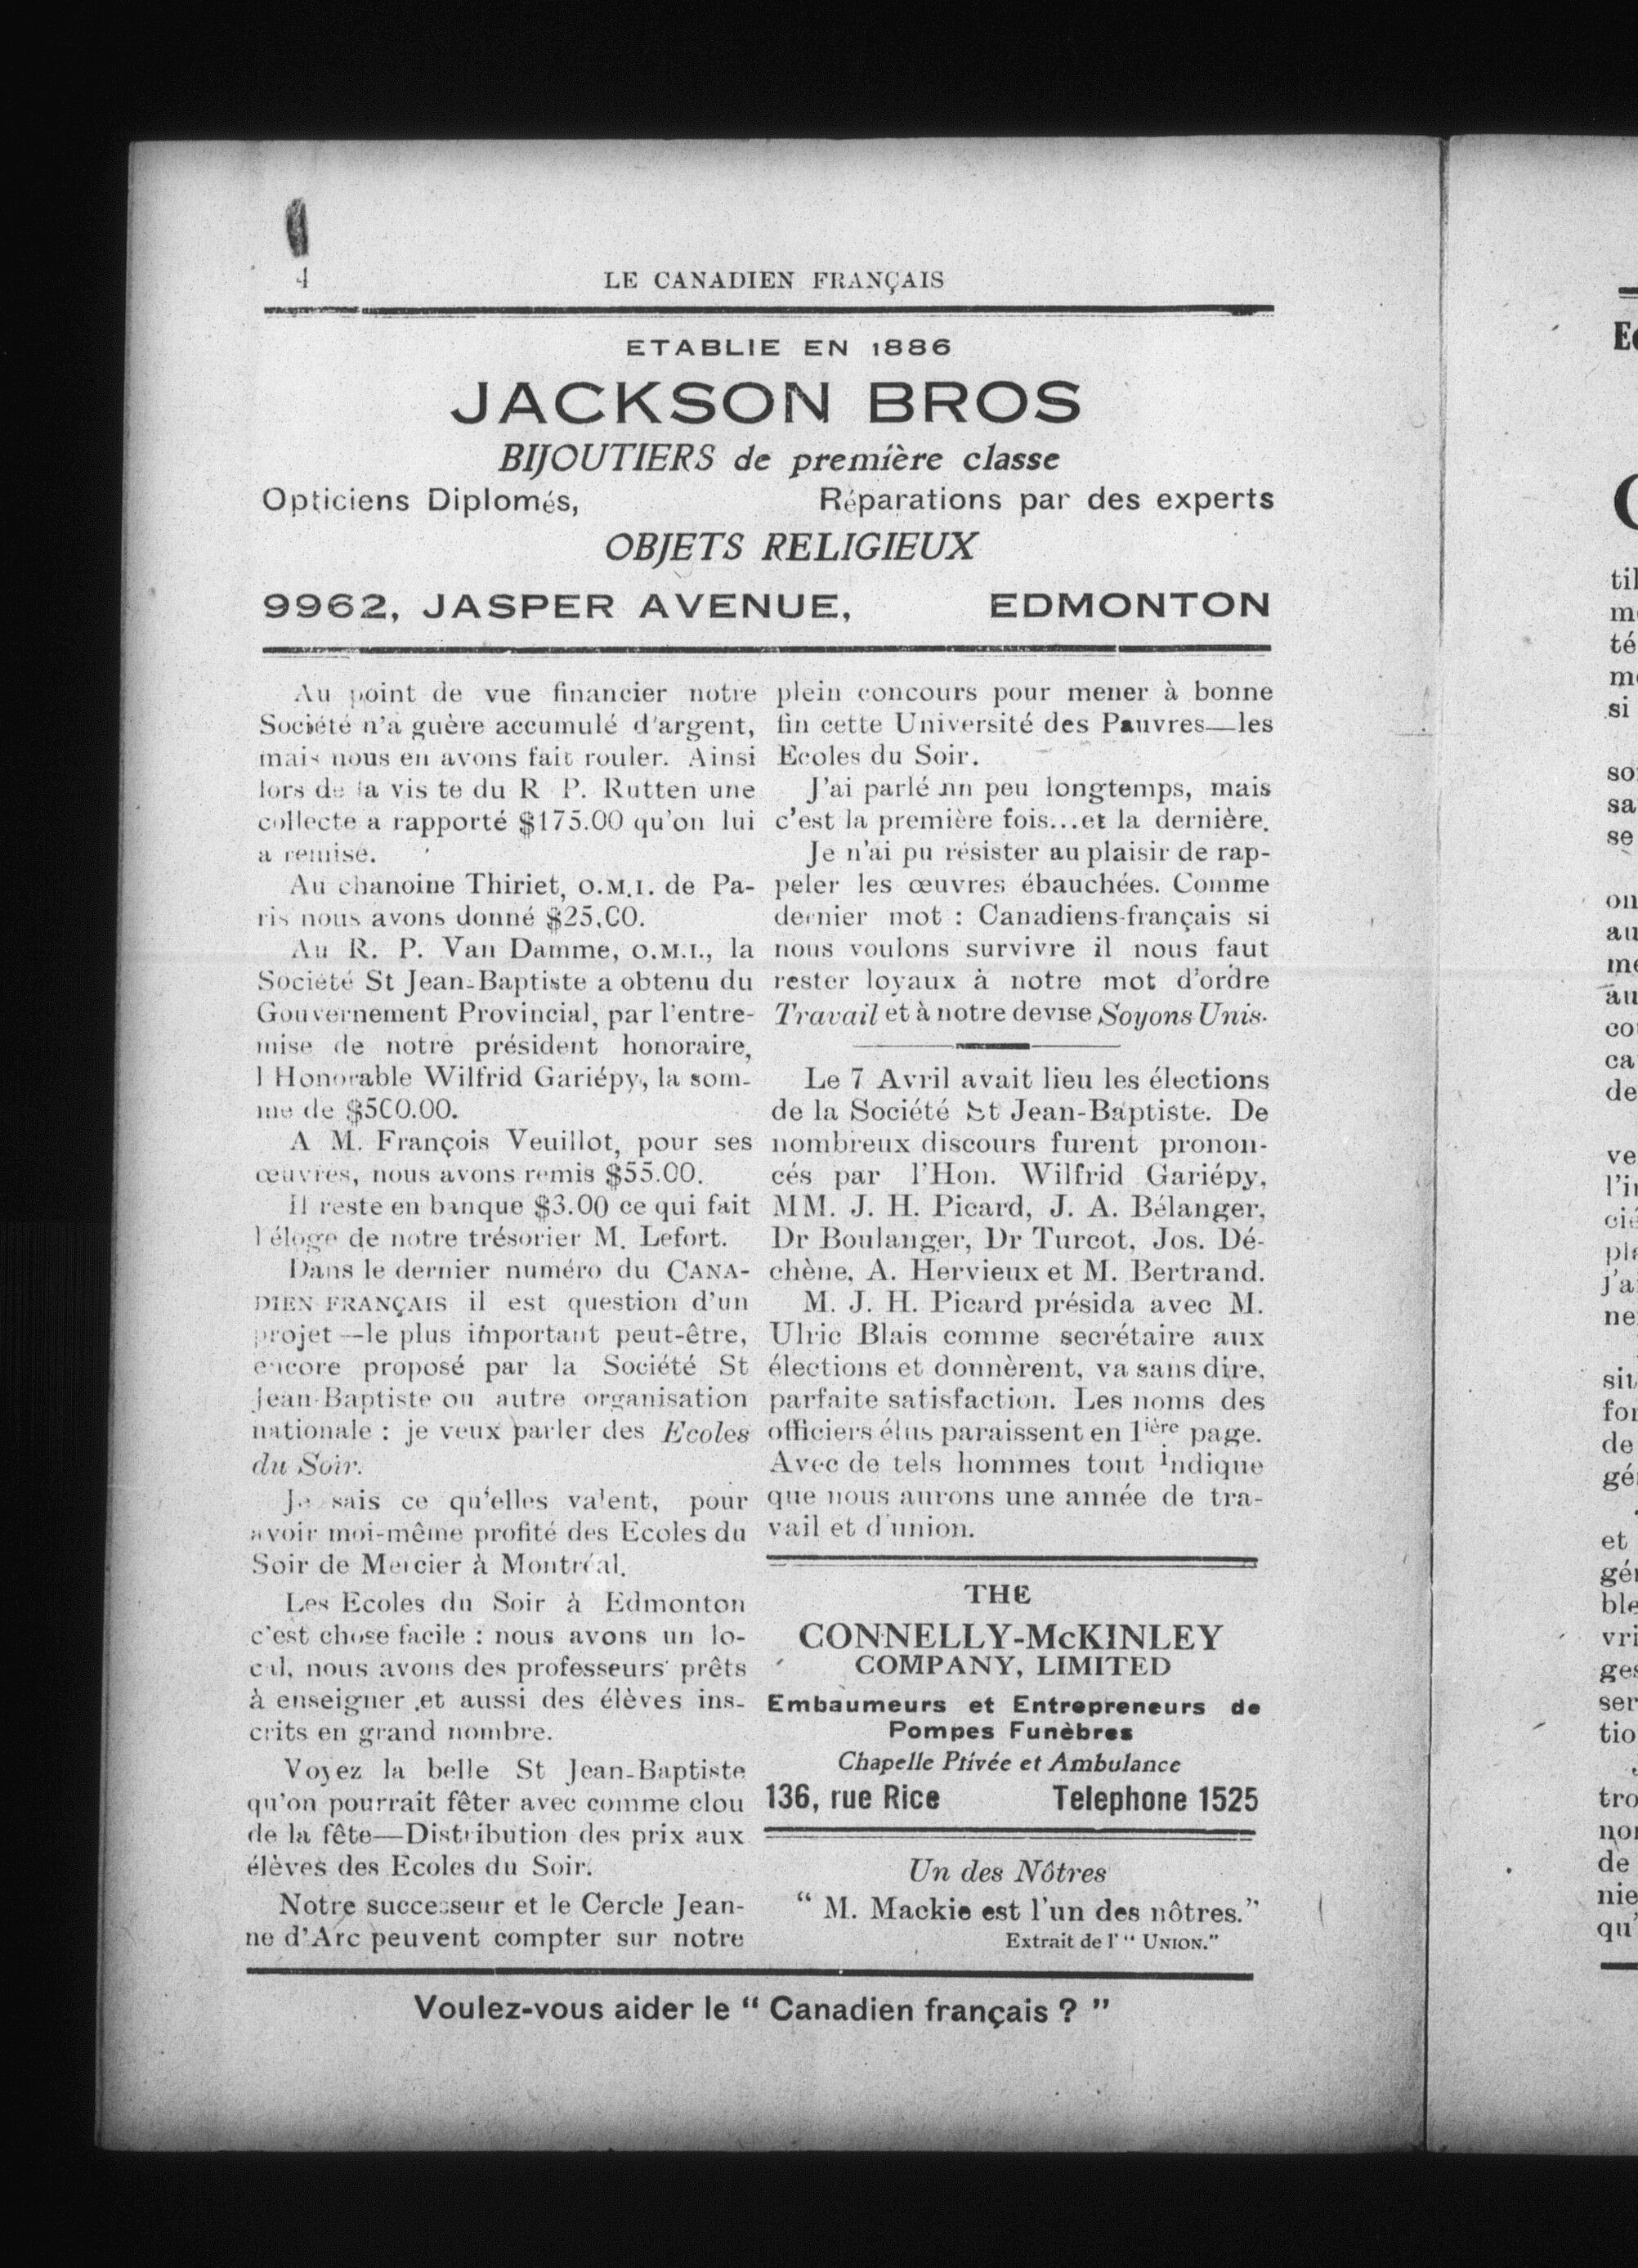 4
LE CANADIEN FRANÇAIS
ETABLIE EN 1886
JACKSON BROS
BIJOUTIERS de première classe
Opticiens Diplomés, Réparations par des experts
OBJETS RELIGIEUX
9962, JASPER AVENUE, EDMONTON
Au point de vue financier notre
Société n'a guère accumulé d'argent,
mais nous en avons fait rouler. Ainsi
lors de la vis te du R P. Rutten une
collecte a rapporté $175.00 qu'on lui
a remise.
Au chanoine Thiriet, O.M.I. de Pa-
ris nous avons donné $25.00.
Au R. P. Van Damme, O.M.I., la
Société St Jean-Baptiste a obtenu du
Gouvernement Provincial, par l'entre-
mise de notre président honoraire,
l Honorable Wilfrid Gariépy, la som-
me de $500.00.
A M. François Veuillot, pour ses
œuvres, nous avons remis $55.00.
Il reste en banque $3.00 ce qui fait
l'éloge de notre trésorier M. Lefort.
Dans le dernier numéro du CANA-
DIEN FRANÇAIS il est question d'un
projet—le plus important peut-être,
encore proposé par la Société St
Jean-Baptiste ou autre organisation
nationale : je veux parler des Ecoles
du Soir.
Je sais ce qu'elles valent, pour
avoir moi-même profité des Ecoles du
Soir de Mercier à Montréal.
Les Ecoles du Soir à Edmonton
c'est chose facile : nous avons un lo-
cal, nous avons des professeurs prêts
à enseigner et aussi des élèves ins-
crits en grand nombre.
Voyez la belle St Jean-Baptiste
qu'on pourrait fêter avec comme clou
de la fête—Distribution des prix aux
élèves des Ecoles du Soir.
Notre successeur et le Cercle Jean-
ne d'Arc peuvent compter sur notre
plein concours pour mener à bonne
fin cette Université des Pauvres—les
Ecoles du Soir.
J'ai parlé nn peu longtemps, mais
c'est la première fois...et la dernière.
Je n'ai pu résister au plaisir de rap-
peler les œuvres ébauchées. Comme
dernier mot : Canadiens-français si
nous voulons survivre il nous faut
rester loyaux à notre mot d'ordre
Travail et à notre devise Soyons Unis.
Le 7 Avril avait lieu les élections
de la Société St Jean-Baptiste. De
nombreux discours furent pronon-
cés par l'Hon. Wilfrid Gariépy,
MM. J. H. Picard, J. A. Bélanger,
Dr Boulanger, Dr Turcot, Jos. Dé-
chène, A. Hervieux et M. Bertrand.
M. J. H. Picard présida avec M.
Ulric Blais comme secrétaire aux
élections et donnèrent, va sans dire,
parfaite satisfaction. Les noms des
officiers élus paraissent en 1ière page.
Avec de tels hommes tout indique
que nous aurons une année de tra-
vail et d'union.
THE
CONNELLY-McKINLEY
COMPANY, LIMITED
Embaumeurs et Entrepreneurs de
Pompes Funèbres
Chapelle Ptivée et Ambulance
136, rue Rice Telephone 1525
Un des Nôtres
“ M. Mackie est l'un des nôtres.”
Extrait de l' “ UNION.”
Voulez-vous aider le “ Canadien français ? ”